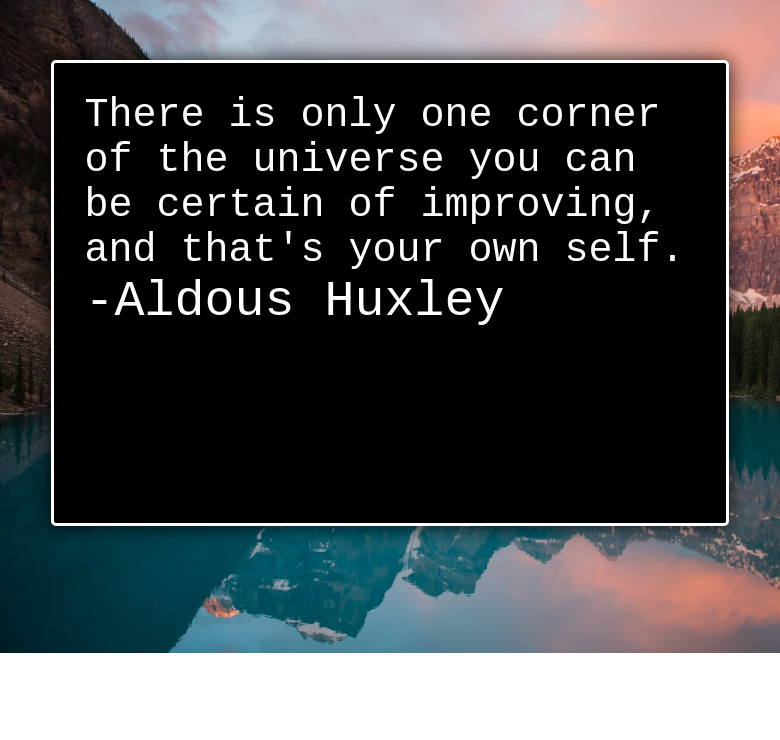 There is only one corner
of the universe you can
be certain of improving,
and that's your own self.
-Aldous Huxley